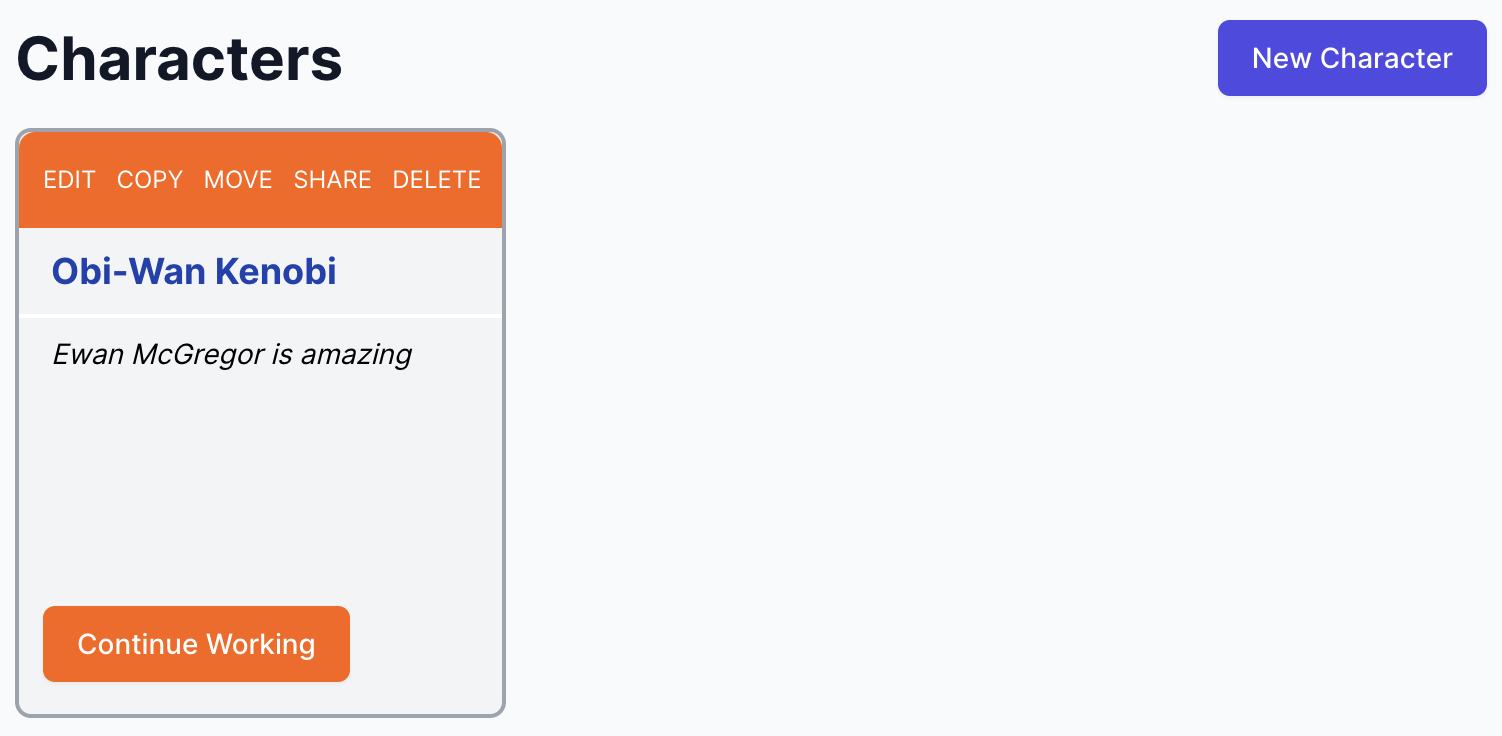 Characters
New Character
EDIT COPY MOVE SHARE DELETE
Obi-Wan Kenobi
Ewan McGregor is amazing
Continue Working